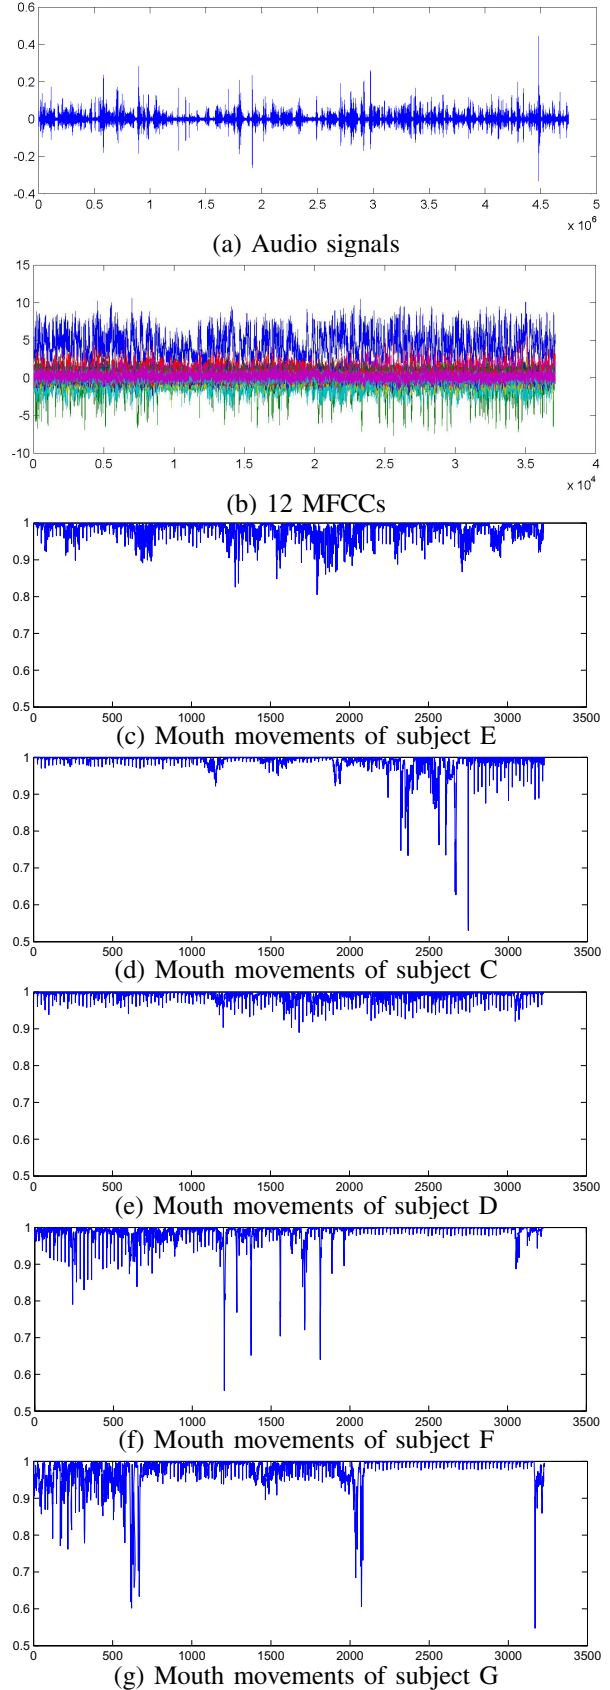 0.6
0.4
0.2
0
-0.2
-0.4
0 0.5 1 1.5 2 2.5 3 3.5 4 4.5 5
x 10^6
(a) Audio signals
15
10
5
0
-5
-10
0 0.5 1 1.5 2 2.5 3 3.5 4
x 10^4
(b) 12 MFCCs
1
0.9
0.8
0.7
0.6
0.5
0 500 1000 1500 2000 2500 3000 3500
(c) Mouth movements of subject E
1
0.9
0.8
0.7
0.6
0.5
0 500 1000 1500 2000 2500 3000 3500
(d) Mouth movements of subject C
1
0.9
0.8
0.7
0.6
0.5
0 500 1000 1500 2000 2500 3000 3500
(e) Mouth movements of subject D
1
0.9
0.8
0.7
0.6
0.5
0 500 1000 1500 2000 2500 3000 3500
(f) Mouth movements of subject F
1
0.9
0.8
0.7
0.6
0.5
0 500 1000 1500 2000 2500 3000 3500
(g) Mouth movements of subject G